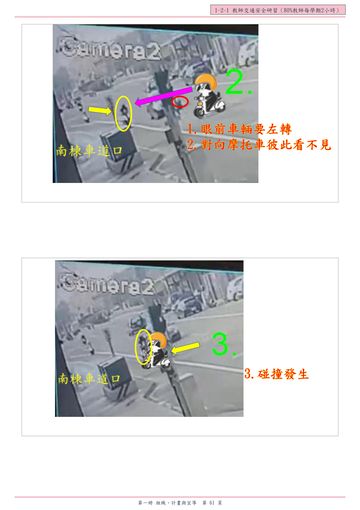 1-2-1 教師交通安全研習（80%教師每學期2小時）
Camera2
2.
南棟車道口
1.眼前車輛要左轉
2.對向摩托車彼此看不見
Camera2
3.
南棟車道口
3.碰撞發生
第一時 組織、計畫與宣導 第 61 頁